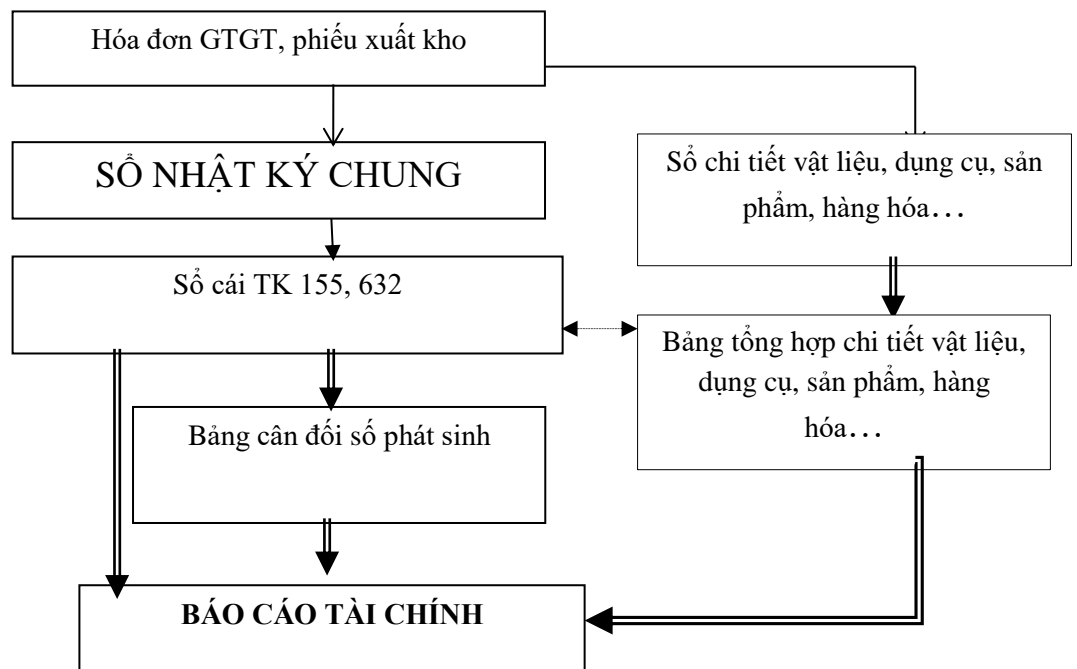 Hóa đơn GTGT, phiếu xuất kho
SỔ NHẬT KÝ CHUNG
Sổ chi tiết vật liệu, dụng cụ, sản
phẩm, hàng hóa…
Sổ cái TK 155, 632
Bảng tổng hợp chi tiết vật liệu,
dụng cụ, sản phẩm, hàng
hóa…
Bảng cân đối số phát sinh
BÁO CÁO TÀI CHÍNH